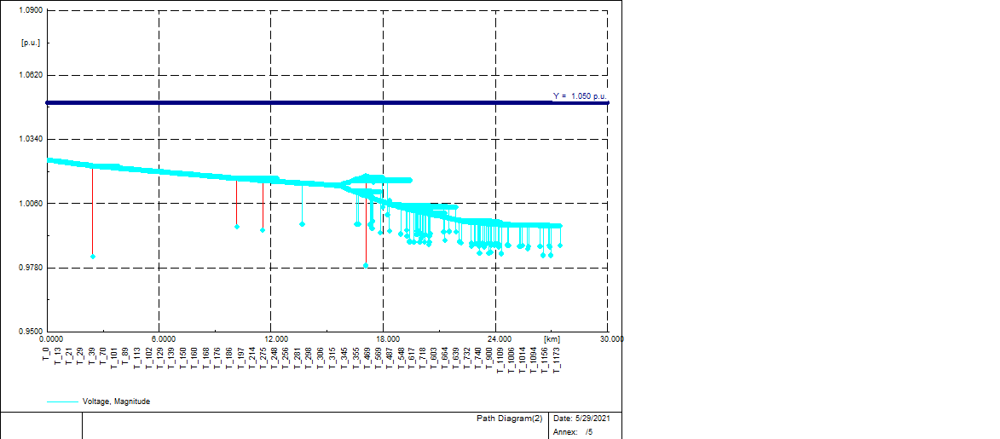 1.0900
[p.u.]
1.0620
Y = 1.050 p.u.
1.0340
1.0060
0.9780
0.9500
0.0000 6.0000 12.000 18.000 24.000 [km] 30.000
T_0
T_13
T_21
T_29
T_39
T_70
T_101
T_89
T_113
T_102
T_129
T_139
T_150
T_160
T_168
T_176
T_186
T_197
T_214
T_275
T_248
T_256
T_281
T_298
T_306
T_315
T_345
T_355
T_469
T_569
T_487
T_548
T_617
T_718
T_603
T_664
T_639
T_732
T_740
T_900
T_1109
T_1006
T_1014
T_1094
T_1156
T_1173
Voltage, Magnitude
Path Diagram(2)
Date: 5/29/2021
Annex: /5